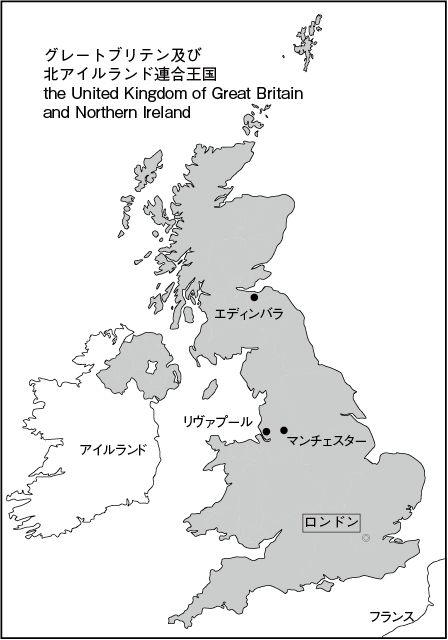 グレートブリテン及び
北アイルランド連合王国
the United Kingdom of Great Britain
and Northern Ireland
エディンバラ
リヴァプール
マンチェスター
アイルランド
ロンドン
フランス